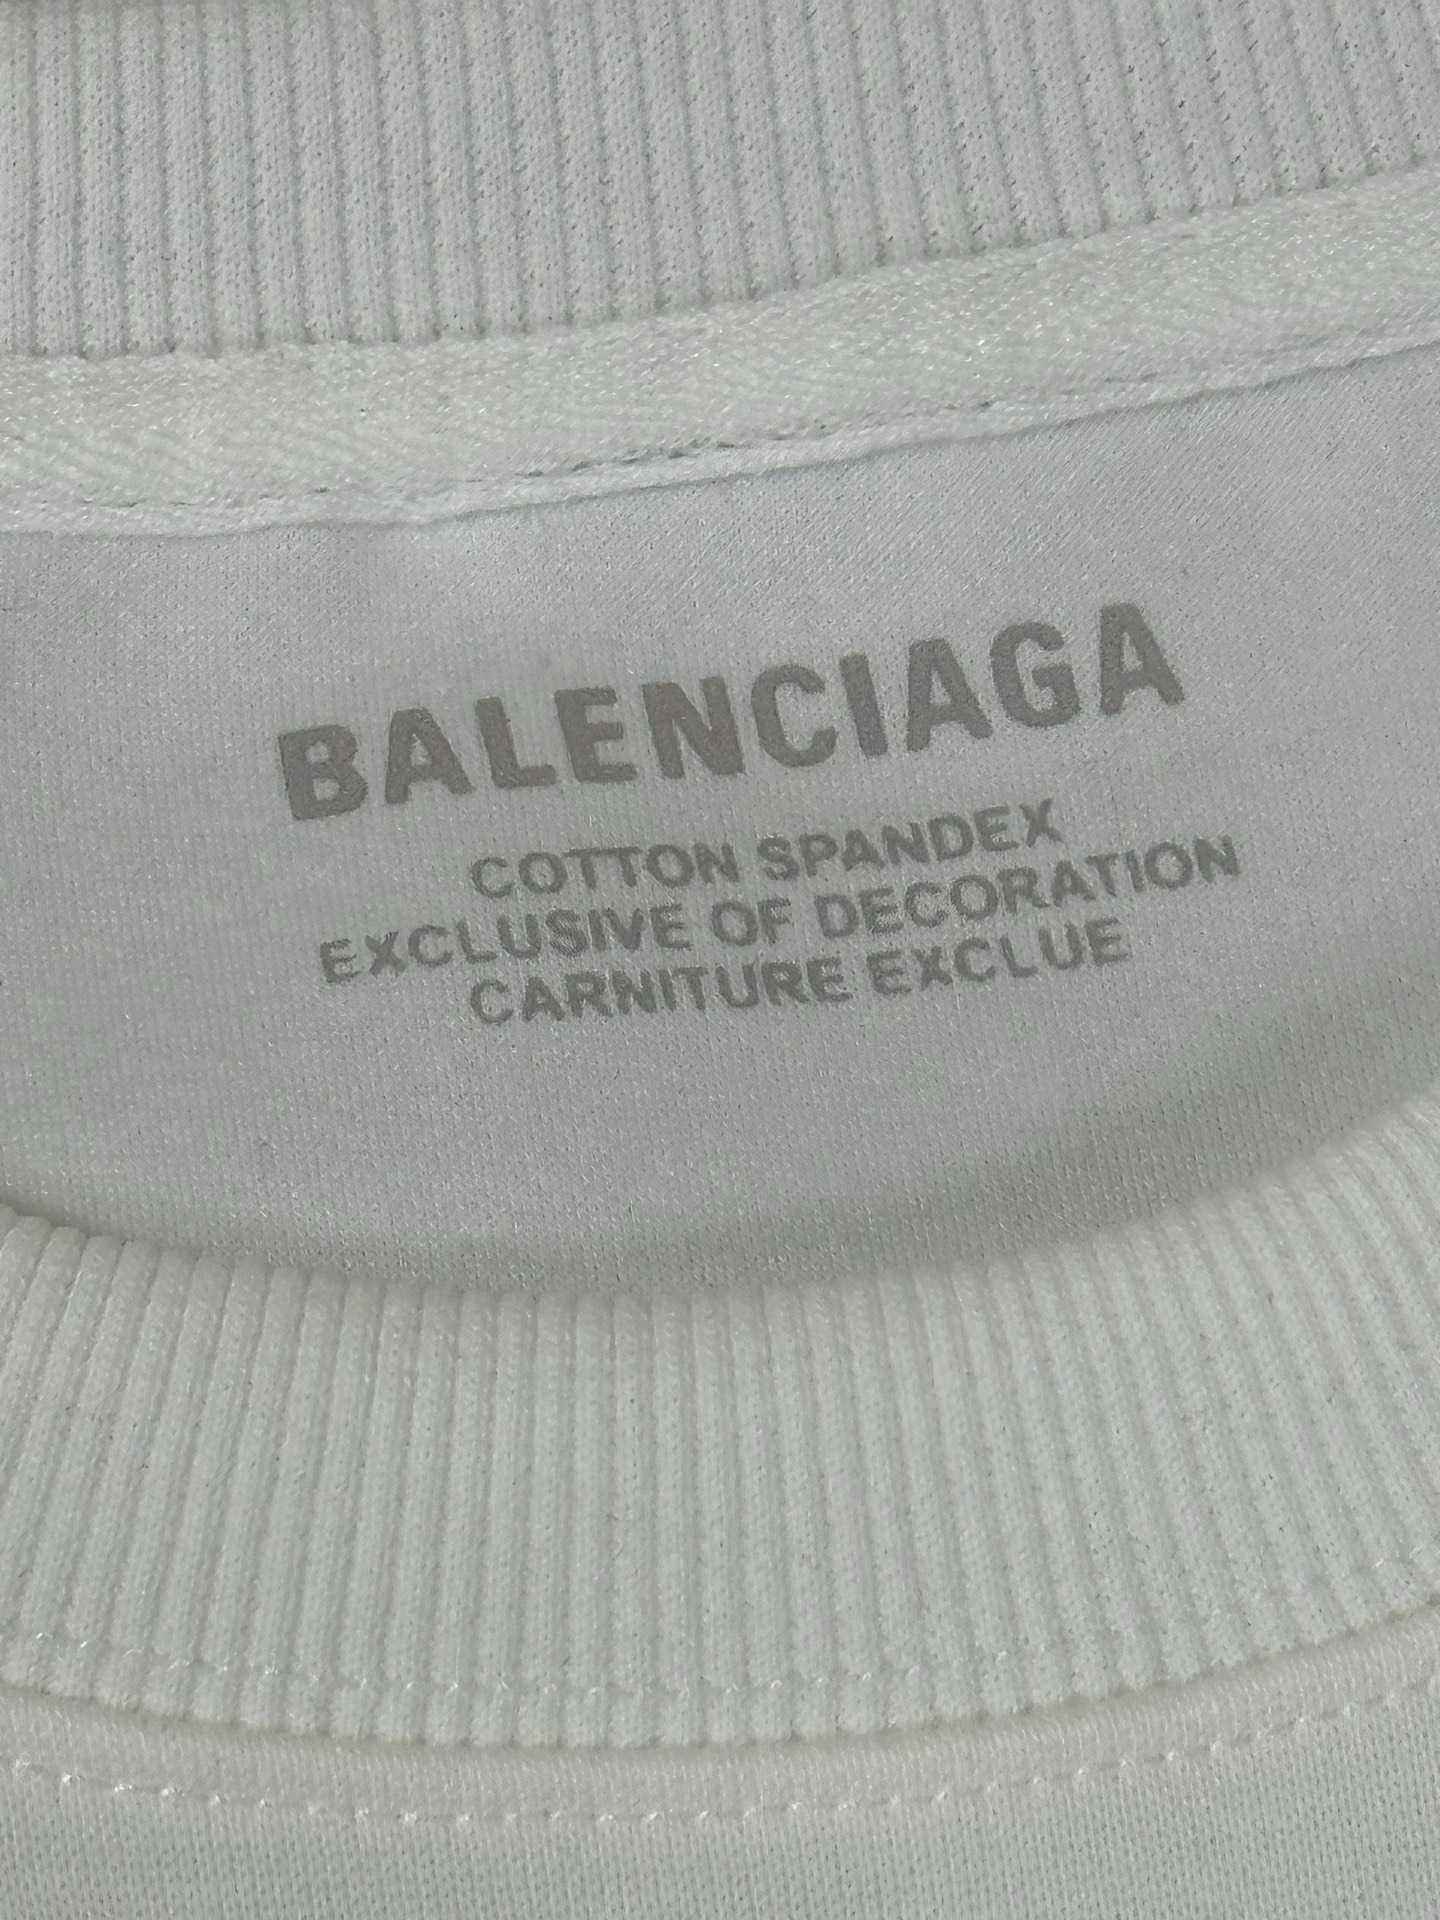 BALENCIAGA
COTTON SPANDEX
EXCLUSIVE OF DECORATION
CARNITURE EXCLUE